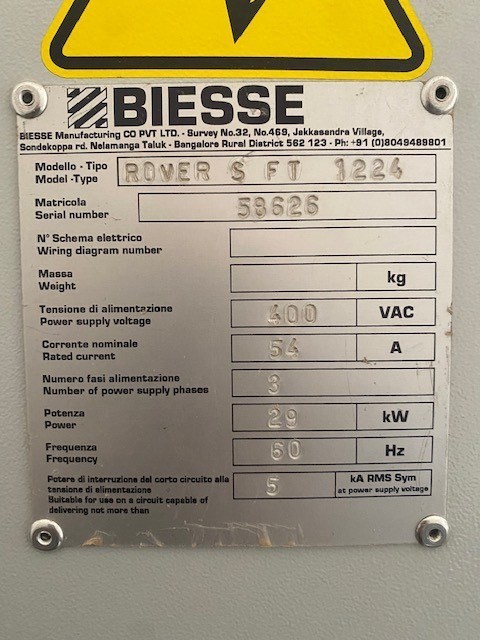 BIESSE
BIESSE Manufacturing CO PVT LTD. - Survey No.32, No.469, Jakkasandra Village,
Sondekoppa rd. Nelamanga Taluk - Bangalore Rural District 562 123 - Ph: +91 (0)8049489801
Modello - Tipo
Model -Type
ROVER S FT 1224
Matricola
Serial number
58626
N° Schema elettrico
Wiring diagram number
Massa
Weight
kg
Tensione di alimentazione
Power supply voltage
400 VAC
Corrente nominale
Rated current
54 A
Numero fasi alimentazione
Number of power supply phases
3
Potenza
Power
29 kW
Frequenza
Frequency
60 Hz
Potere di interruzione del corto circuito alla
tensione di alimentazione
Suitable for use on a circuit capable of
delivering not more than
5
kA RMS Sym
at power supply voltage